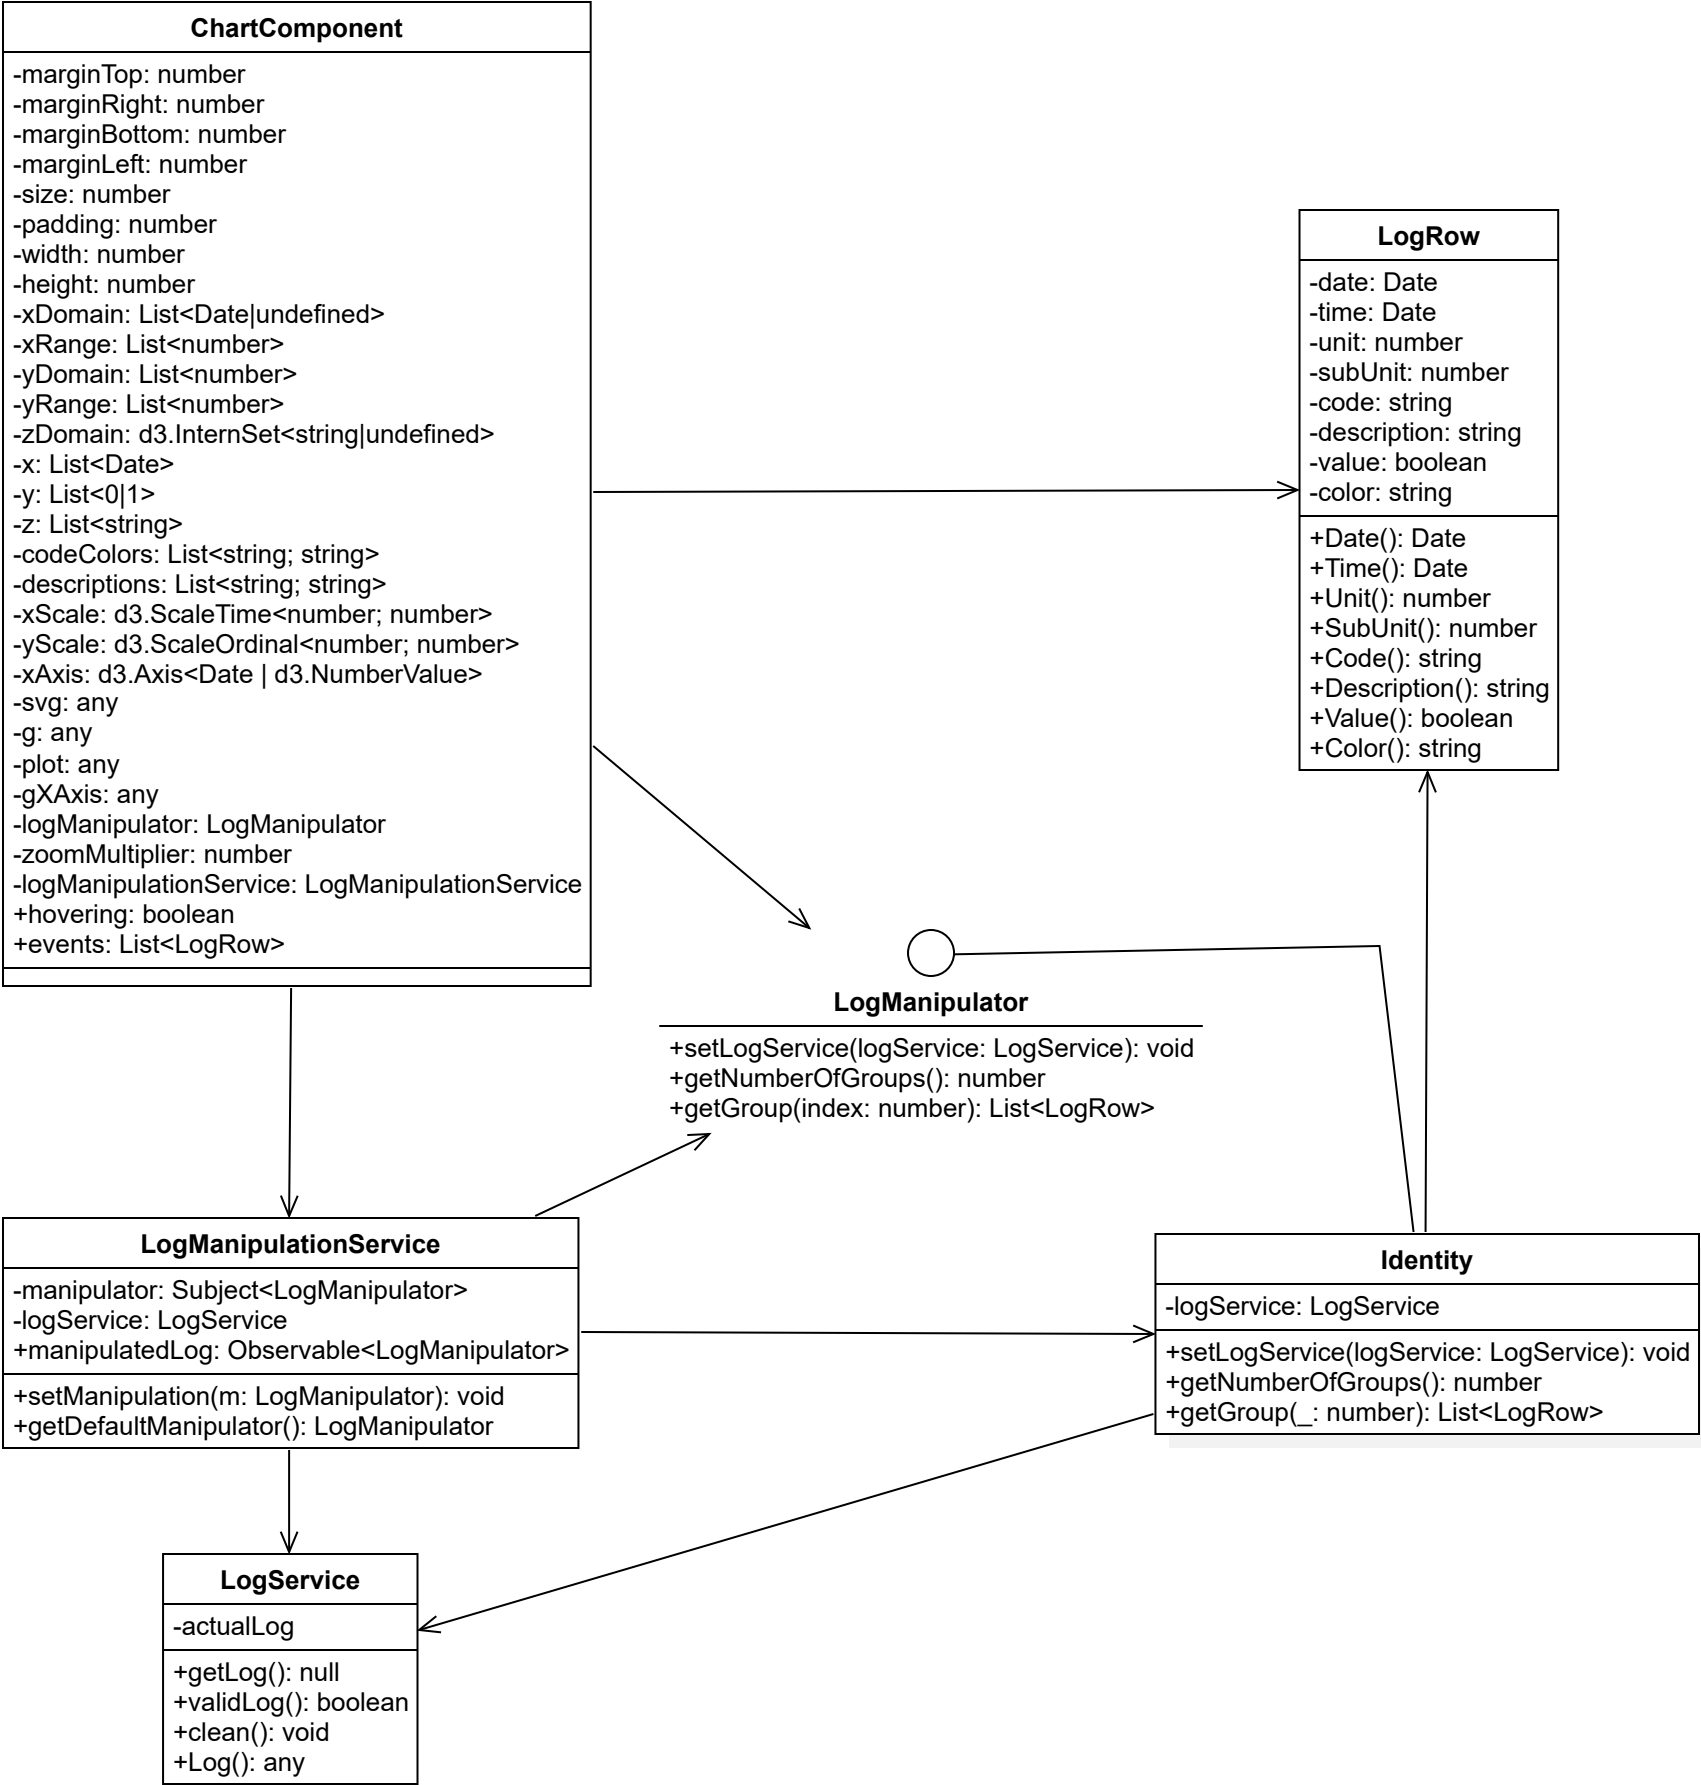 ChartComponent
-marginTop: number
-marginRight: number
-marginBottom: number
-marginLeft: number
-size: number
-padding: number
-width: number
-height: number
-xDomain: List<Date|undefined>
-xRange: List<number>
-yDomain: List<number>
-yRange: List<number>
-zDomain: d3.InternSet<string|undefined>
-x: List<Date>
-y: List<0|1>
-z: List<string>
-codeColors: List<string; string>
-descriptions: List<string; string>
-xScale: d3.ScaleTime<number; number>
-yScale: d3.ScaleOrdinal<number; number>
-xAxis: d3.Axis<Date | d3.NumberValue>
-svg: any
-g: any
-plot: any
-gXAxis: any
-logManipulator: LogManipulator
-zoomMultiplier: number
-logManipulationService: LogManipulationService
+hovering: boolean
+events: List<LogRow>
LogRow
-date: Date
-time: Date
-unit: number
-subUnit: number
-code: string
-description: string
-value: boolean
-color: string
+Date(): Date
+Time(): Date
+Unit(): number
+SubUnit(): number
+Code(): string
+Description(): string
+Value(): boolean
+Color(): string
LogManipulator
+setLogService(logService: LogService): void
+getNumberOfGroups(): number
+getGroup(index: number): List<LogRow>
LogManipulationService
-manipulator: Subject<LogManipulator>
-logService: LogService
+manipulatedLog: Observable<LogManipulator>
+setManipulation(m: LogManipulator): void
+getDefaultManipulator(): LogManipulator
Identity
-logService: LogService
+setLogService(logService: LogService): void
+getNumberOfGroups(): number
+getGroup(_: number): List<LogRow>
LogService
-actualLog
+getLog(): null
+validLog(): boolean
+clean(): void
+Log(): any